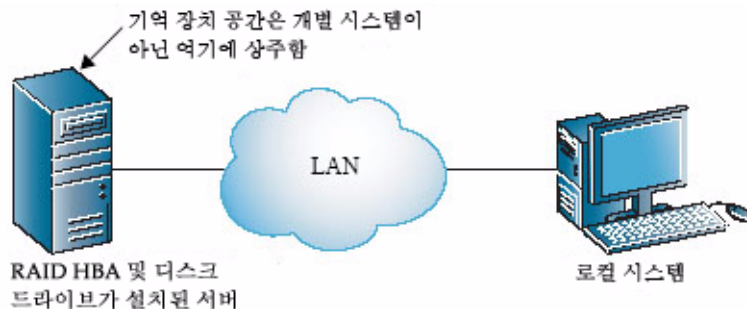 기억 장치 공간은 개별 시스템이
아닌 여기에 상주함
LAN
RAID HBA 및 디스크
드라이브가 설치된 서버
로컬 시스템